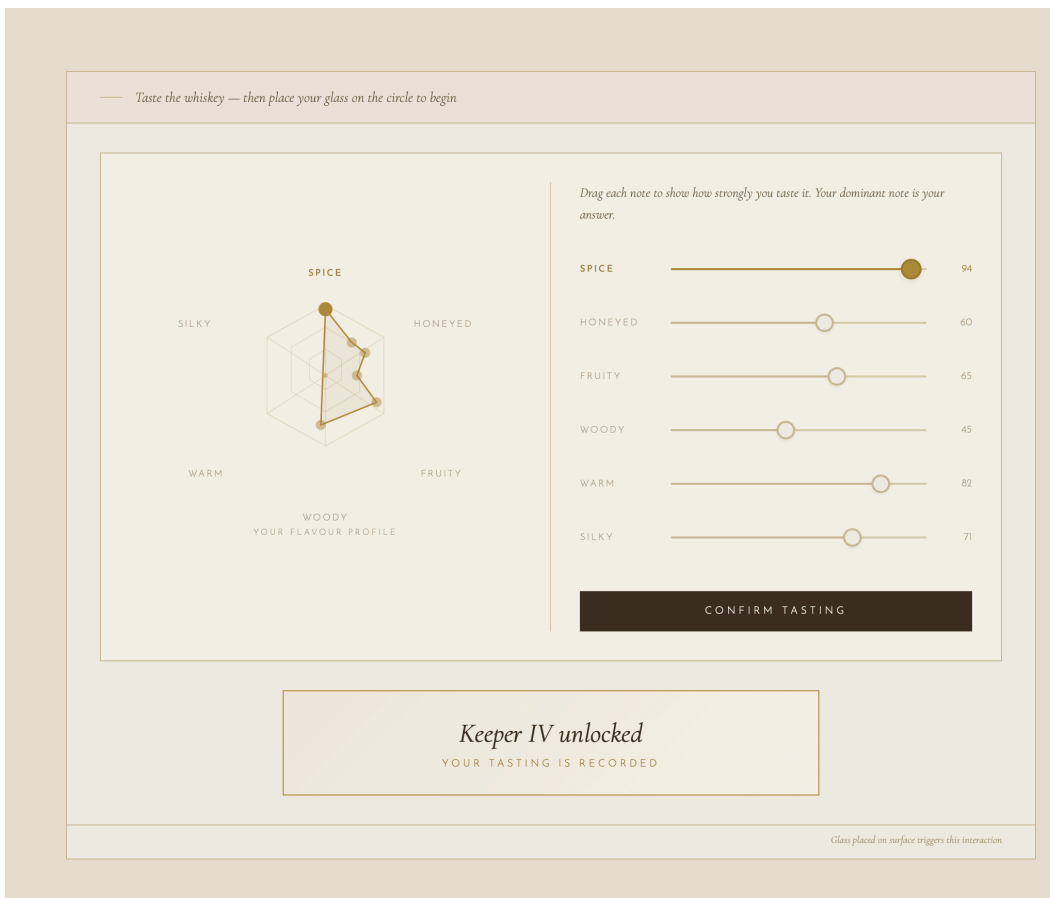 Taste the whiskey — then place your glass on the circle to begin
SPICE
SILKY
HONEYED
WARM
FRUITY
WOODY
YOUR FLAVOUR PROFILE
Drag each note to show how strongly you taste it. Your dominant note is your
answer.
SPICE 94
HONEYED 60
FRUITY 65
WOODY 45
WARM 82
SILKY 71
CONFIRM TASTING
Keeper IV unlocked
YOUR TASTING IS RECORDED
Glass placed on surface triggers this interaction